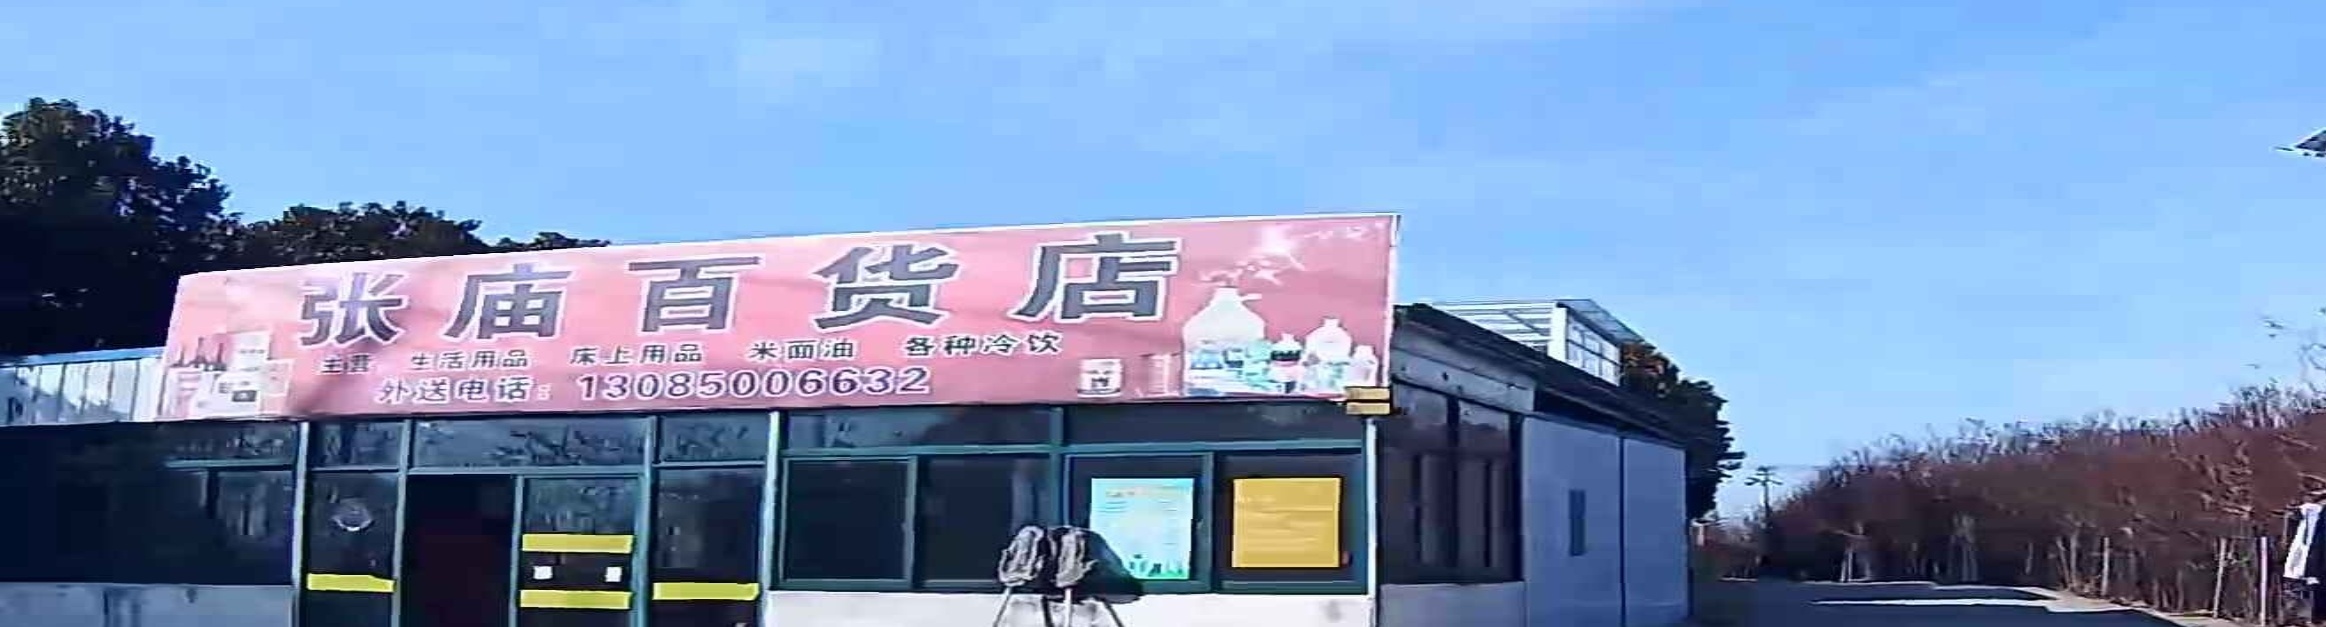 张庙百货店
主营 生活用品 床上用品 米面油 各种冷饮
外送电话：13085006632